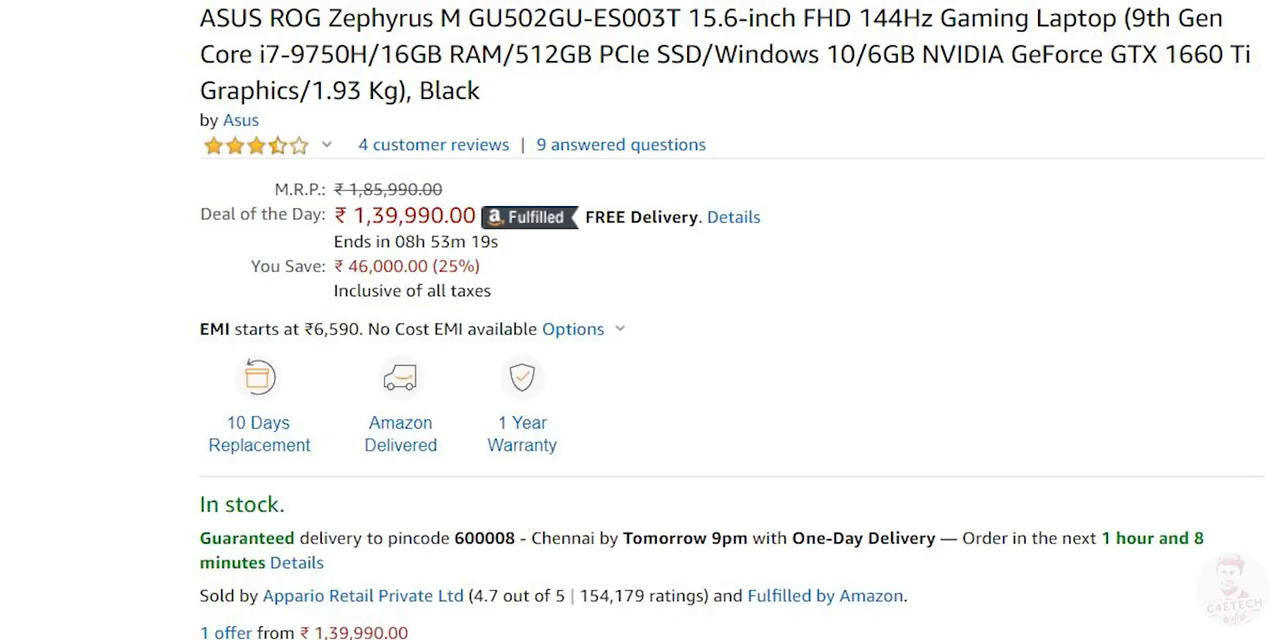 ASUS ROG Zephyrus M GU502GU-ES003T 15.6-inch FHD 144Hz Gaming Laptop (9th Gen
Core i7-9750H/16GB RAM/512GB PCIe SSD/Windows 10/6GB NVIDIA GeForce GTX 1660 Ti
Graphics/1.93 Kg), Black
by Asus
4 customer reviews | 9 answered questions
M.R.P.: ₹ 1,85,990.00
Deal of the Day: ₹ 1,39,990.00 a Fulfilled FREE Delivery. Details
Ends in 08h 53m 19s
You Save: ₹ 46,000.00 (25%)
Inclusive of all taxes
EMI starts at ₹6,590. No Cost EMI available Options
10 Days Amazon 1 Year
Replacement Delivered Warranty
In stock.
Guaranteed delivery to pincode 600008 - Chennai by Tomorrow 9pm with One-Day Delivery — Order in the next 1 hour and 8
minutes Details
Sold by Appario Retail Private Ltd (4.7 out of 5 | 154,179 ratings) and Fulfilled by Amazon.
1 offer from ₹ 1,39,990.00
C4ETECH
தமிழ்